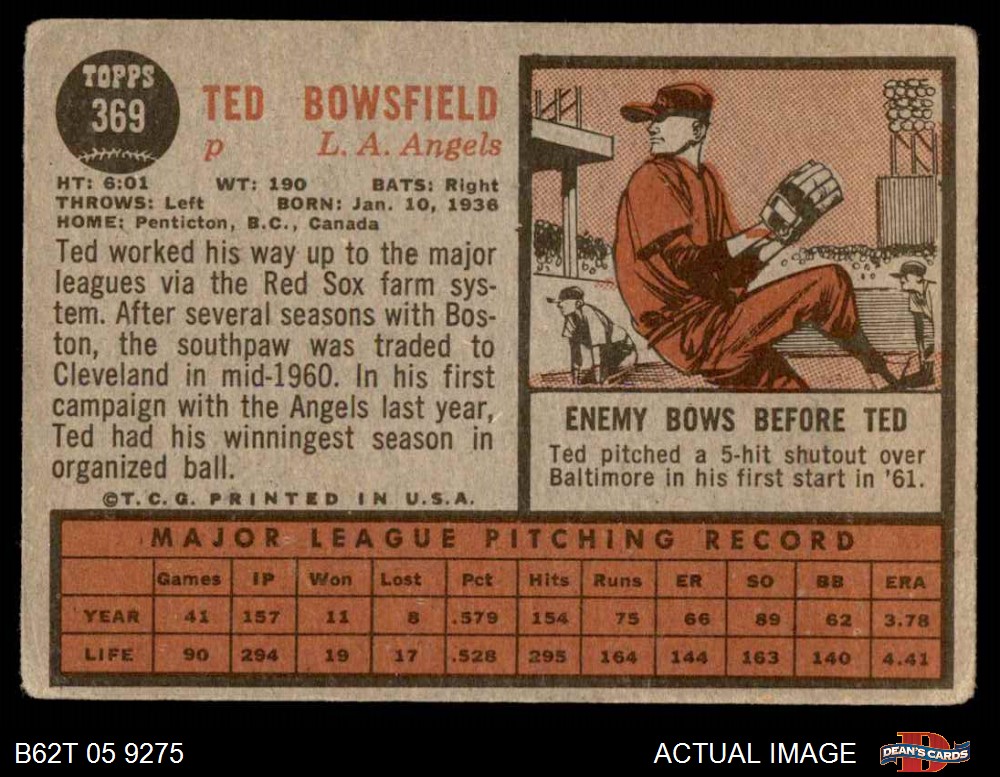 TOPPS
369
TED BOWSFIELD
p L. A. Angels
HT: 6:01 WT: 190 BATS: Right
THROWS: Left BORN: Jan. 10, 1936
HOME: Penticton, B.C., Canada
Ted worked his way up to the major
leagues via the Red Sox farm sys-
tem. After several seasons with Bos-
ton, the southpaw was traded to
Cleveland in mid-1960. In his first
campaign with the Angels last year,
Ted had his winningest season in
organized ball.
©T.C.G. PRINTED IN U.S.A.
ENEMY BOWS BEFORE TED
Ted pitched a 5-hit shutout over
Baltimore in his first start in '61.
MAJOR LEAGUE PITCHING RECORD
Games IP Won Lost Pct Hits Runs ER SO BB ERA
YEAR 41 157 11 8 .579 154 75 66 89 62 3.78
LIFE 90 294 19 17 .528 295 164 144 163 140 4.41
B62T 05 9275 ACTUAL IMAGE DEAN'S CARDS